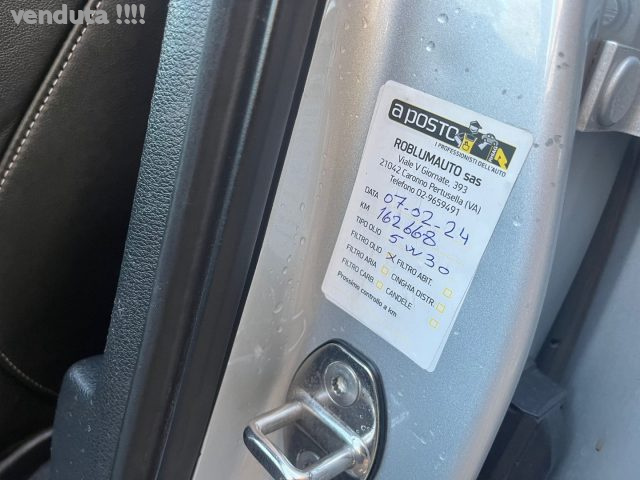 venduta !!!!
a posto
I PROFESSIONISTI DELL'AUTO
ROBLUMAUTO sas
Viale V Giornate, 393
21042 Caronno Pertusella (VA)
Telefono 02-9659491
DATA 07-02-24
KM 162668
TIPO OLIO 5W30
FILTRO OLIO X FILTRO ABIT.
FILTRO ARIA CINGHIA DISTR.
FILTRO CARB. CANDELE
Prossimo controllo a km